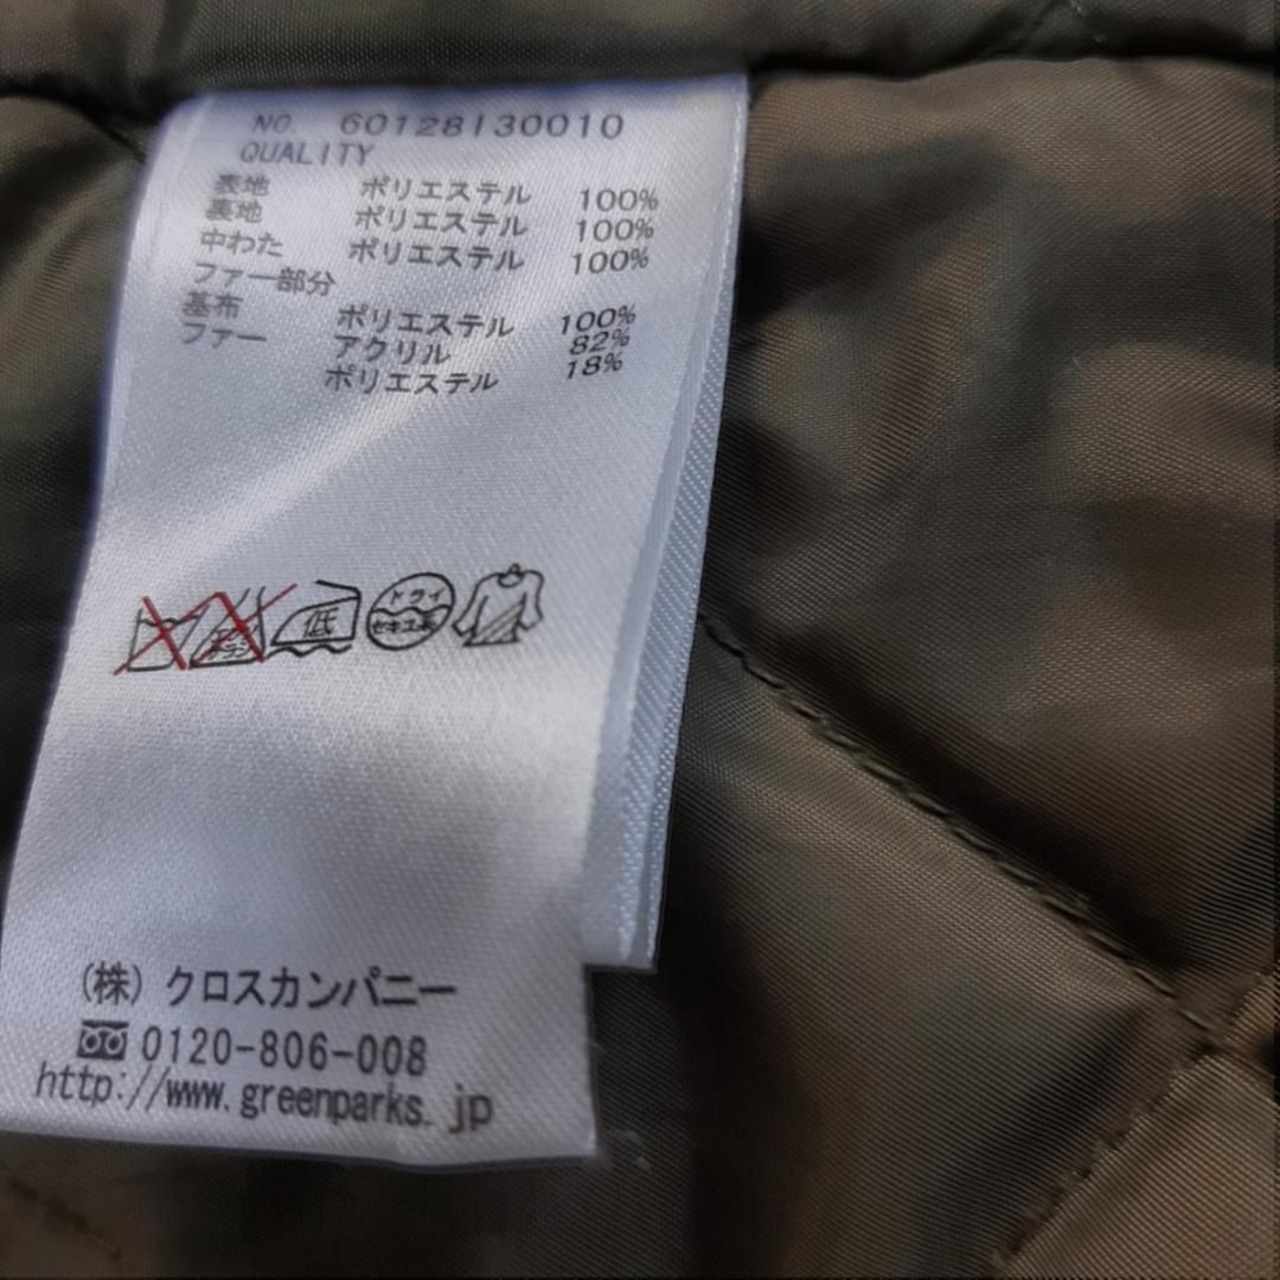 NO. 60128130010
QUALITY
表地 ポリエステル 100%
裏地 ポリエステル 100%
中わた ポリエステル 100%
ファー部分
基布 ポリエステル 100%
ファー アクリル 82%
ポリエステル 18%
低 ドライ
セキユ系
(株) クロスカンパニー
0120-806-008
http://www.greenparks.jp